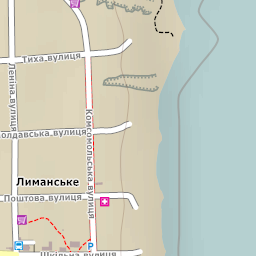 Тиха вулиця
Леніна вулиця
Комсомольська вулиця
олдавська вулиця
Лиманське
Поштова вулиця
P
Шкільна вулиця